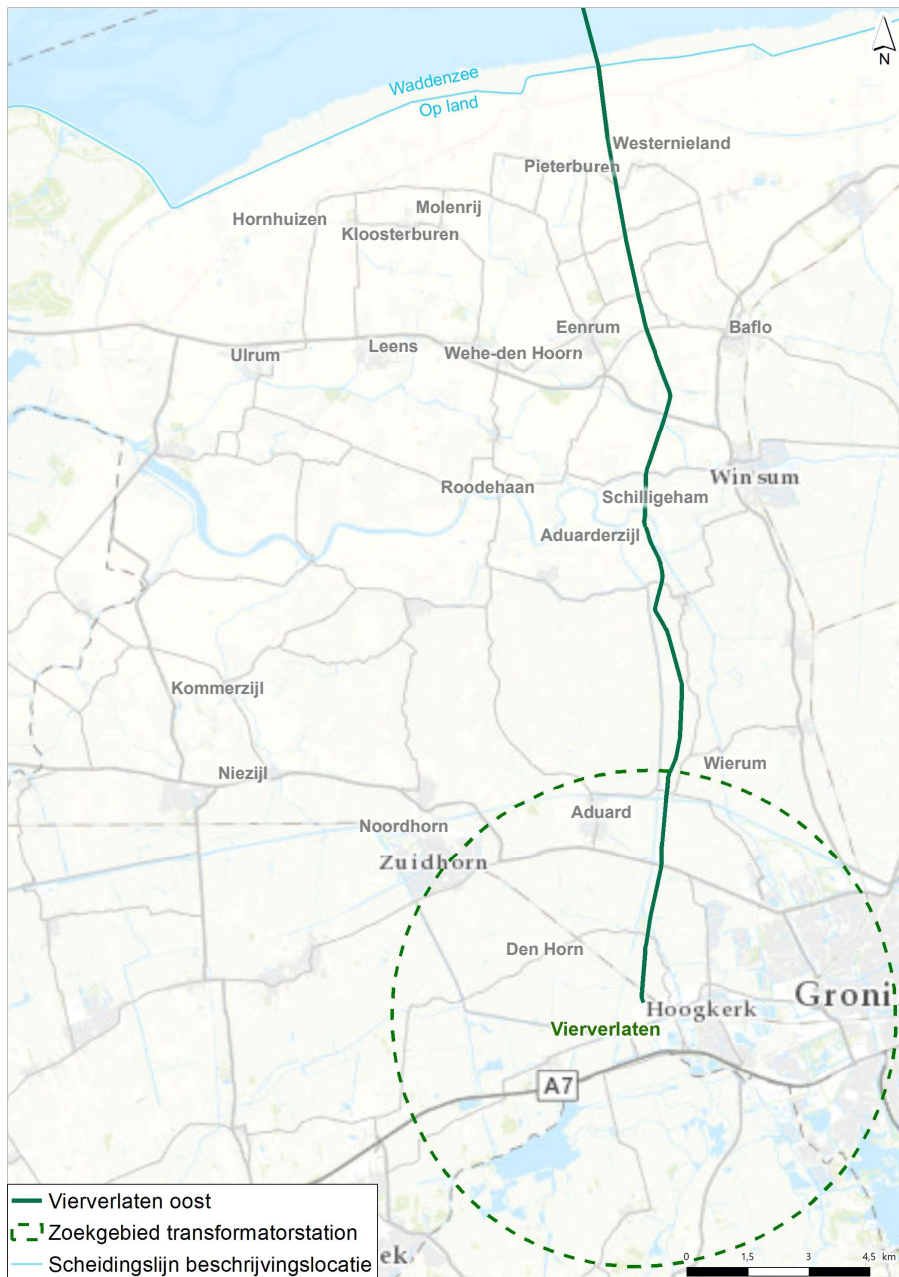 N
Waddenzee
Op land
Westernieland
Pieterburen
Molenrij
Hornhuizen
Kloosterburen
Eenrum
Baflo
Leens
Wehe-den Hoorn
Ulrum
Winsum
Roodehaan
Schilligeham
Aduarderzijl
Kommerzijl
Wierum
Niezijl
Aduard
Noordhorn
Zuidhorn
Den Horn
Groni
Hoogkerk
Vierverlaten
A7
Vierverlaten oost
Zoekgebied transformatorstation
Scheidingslijn beschrijvingslocatie
ek
0 1,5 3 4,5 km